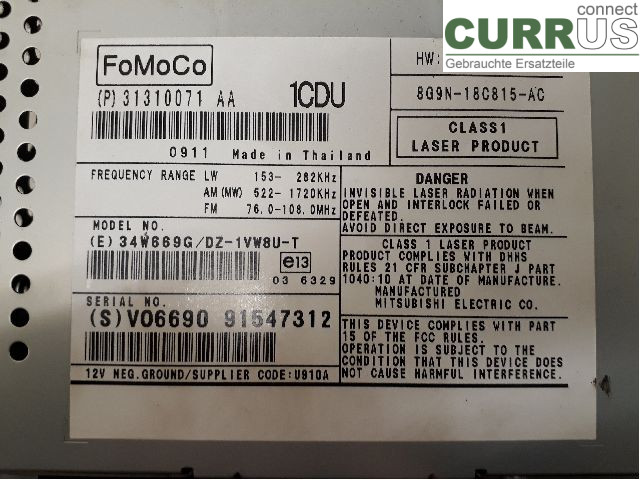 connect
CURRUS
Gebrauchte Ersatzteile
FoMoCo
(P) 31310071 AA
1CDU
0911 Made in Thailand
HW:
8G9N-18C815-AC
CLASS1
LASER PRODUCT
FREQUENCY RANGE LW 153- 282KHz
AM (MW) 522- 1720KHz
FM 76.0-108.0MHz
MODEL NO.
(E) 34W669G/DZ-1VW8U-T
e13
03 6329
SERIAL NO.
(S) V06690 91547312
12V NEG.GROUND/SUPPLIER CODE:U910A
DANGER
INVISIBLE LASER RADIATION WHEN
OPEN AND INTERLOCK FAILED OR
DEFEATED.
AVOID DIRECT EXPOSURE TO BEAM.
CLASS 1 LASER PRODUCT
PRODUCT COMPLIES WITH DHHS
RULES 21 CFR SUBCHAPTER J PART
1040:10 AT DATE OF MANUFACTURE.
MANUFACTURED
MITSUBISHI ELECTRIC CO.
THIS DEVICE COMPLIES WITH PART
15 OF THE FCC RULES.
OPERATION IS SUBJECT TO THE
CONDITION THAT THIS DEVICE DOES
NOT CAUSE HARMFUL INTERFERENCE.